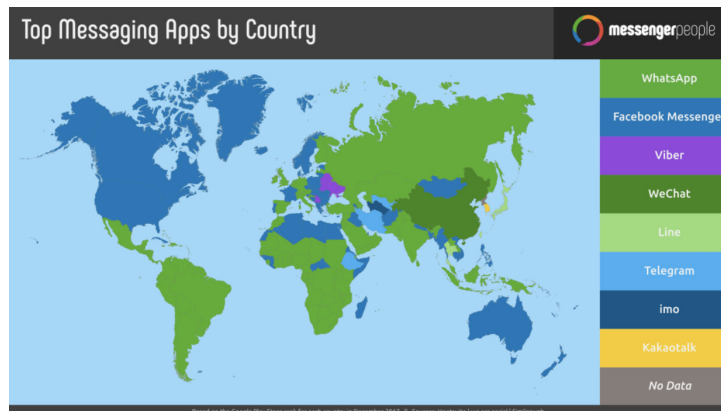 Top Messaging Apps by Country
messengerpeople
WhatsApp
Facebook Messenge
Viber
WeChat
Line
Telegram
imo
Kakaotalk
No Data